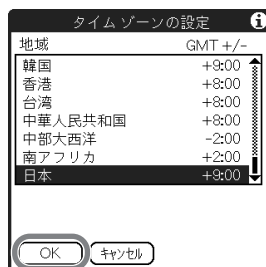 タイム ゾーンの設定
地域 GMT +/-
韓国 +9:00
香港 +8:00
台湾 +8:00
中華人民共和国 +8:00
中部大西洋 -2:00
南アフリカ +2:00
日本 +9:00
OK キャンセル